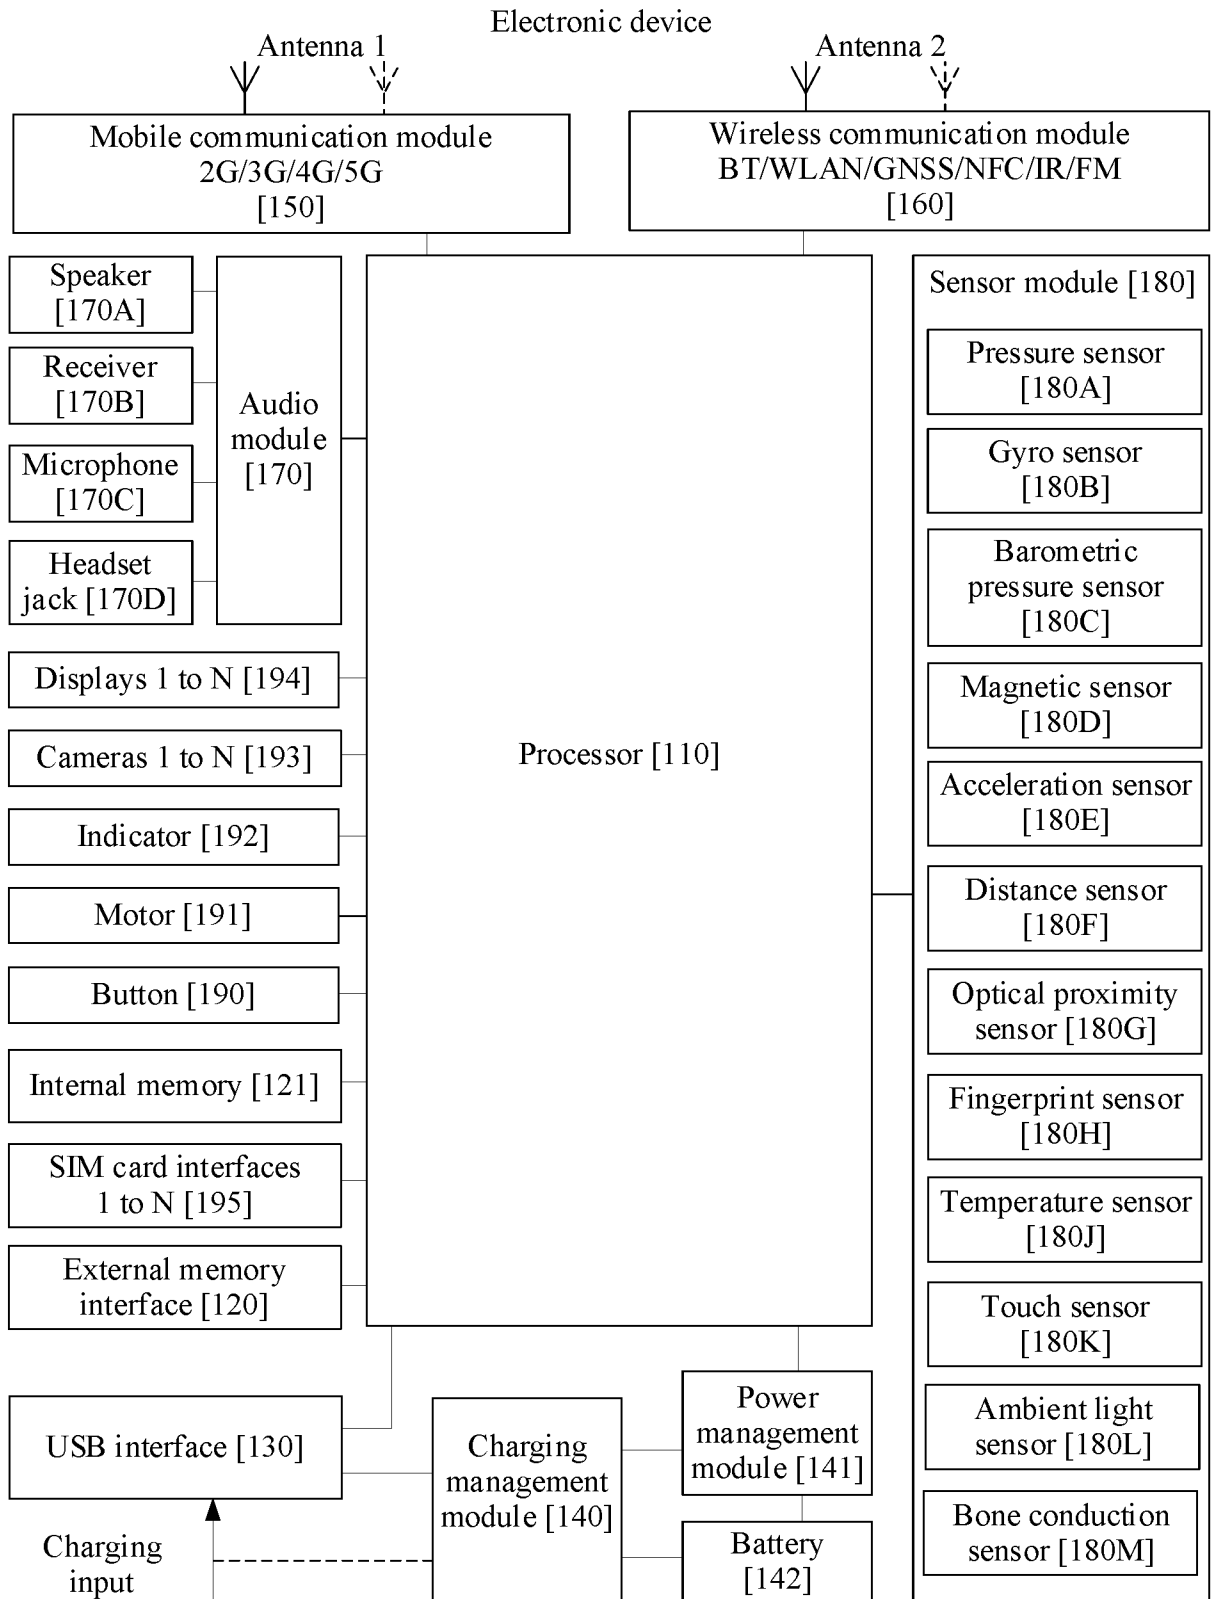 Electronic device
Antenna 1
Antenna 2
Mobile communication module
2G/3G/4G/5G
[150]
Wireless communication module
BT/WLAN/GNSS/NFC/IR/FM
[160]
Speaker
[170A]
Receiver
[170B]
Microphone
[170C]
Headset
jack [170D]
Audio
module
[170]
Displays 1 to N [194]
Cameras 1 to N [193]
Indicator [192]
Motor [191]
Button [190]
Internal memory [121]
SIM card interfaces
1 to N [195]
External memory
interface [120]
Processor [110]
Sensor module [180]
Pressure sensor
[180A]
Gyro sensor
[180B]
Barometric
pressure sensor
[180C]
Magnetic sensor
[180D]
Acceleration sensor
[180E]
Distance sensor
[180F]
Optical proximity
sensor [180G]
Fingerprint sensor
[180H]
Temperature sensor
[180J]
Touch sensor
[180K]
Ambient light
sensor [180L]
Bone conduction
sensor [180M]
USB interface [130]
Charging
management
module [140]
Power
management
module [141]
Battery
[142]
Charging
input